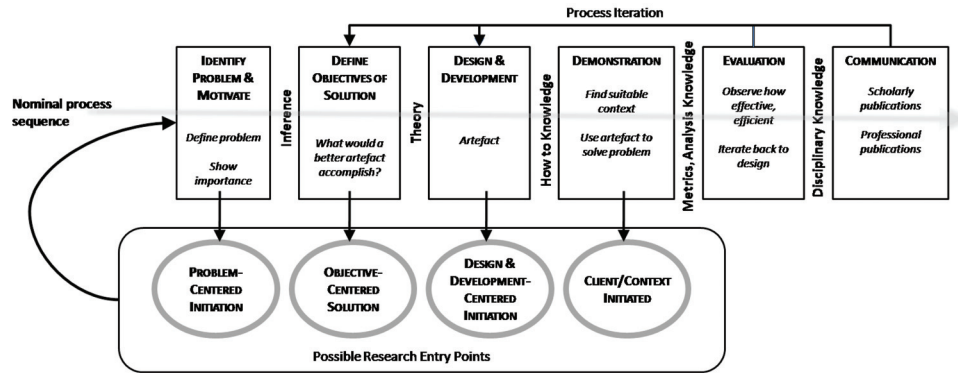 Process Iteration
IDENTIFY
PROBLEM &
MOTIVATE
Define problem
Show
importance
Inference
DEFINE
OBJECTIVES OF
SOLUTION
What would a
better artefact
accomplish?
Theory
DESIGN &
DEVELOPMENT
Artefact
How to Knowledge
DEMONSTRATION
Find suitable
context
Use artefact to
solve problem
Metrics, Analysis Knowledge
EVALUATION
Observe how
effective,
efficient
Iterate back to
design
Disciplinary Knowledge
COMMUNICATION
Scholarly
publications
Professional
publications
Nominal process
sequence
PROBLEM-
CENTERED
INITIATION
OBJECTIVE-
CENTERED
SOLUTION
DESIGN &
DEVELOPMENT-
CENTERED
INITIATION
CLIENT/CONTEXT
INITIATED
Possible Research Entry Points